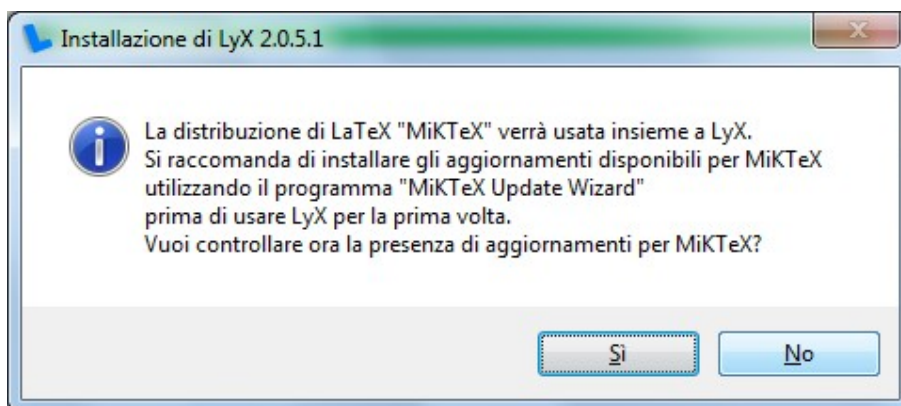 Installazione di LyX 2.0.5.1
La distribuzione di LaTeX "MiKTeX" verrà usata insieme a LyX.
Si raccomanda di installare gli aggiornamenti disponibili per MiKTeX
utilizzando il programma "MiKTeX Update Wizard"
prima di usare LyX per la prima volta.
Vuoi controllare ora la presenza di aggiornamenti per MiKTeX?
Sì
No